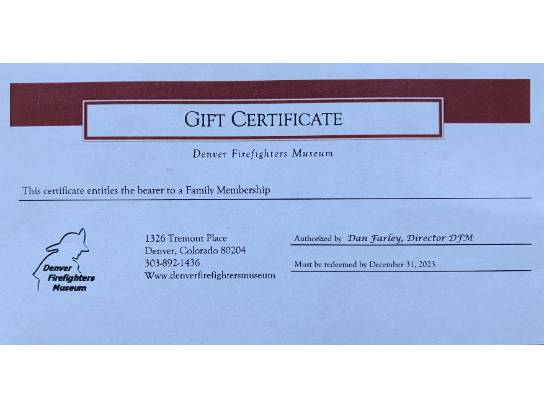 GIFT CERTIFICATE
Denver Firefighters Museum
This certificate entitles the bearer to a Family Membership
Denver
Firefighters
Museum
1326 Tremont Place
Denver, Colorado 80204
303-892-1436
Www.denverfirefightersmuseum
Authorized by Dan Farley, Director DFM
Must be redeemed by December 31, 2023